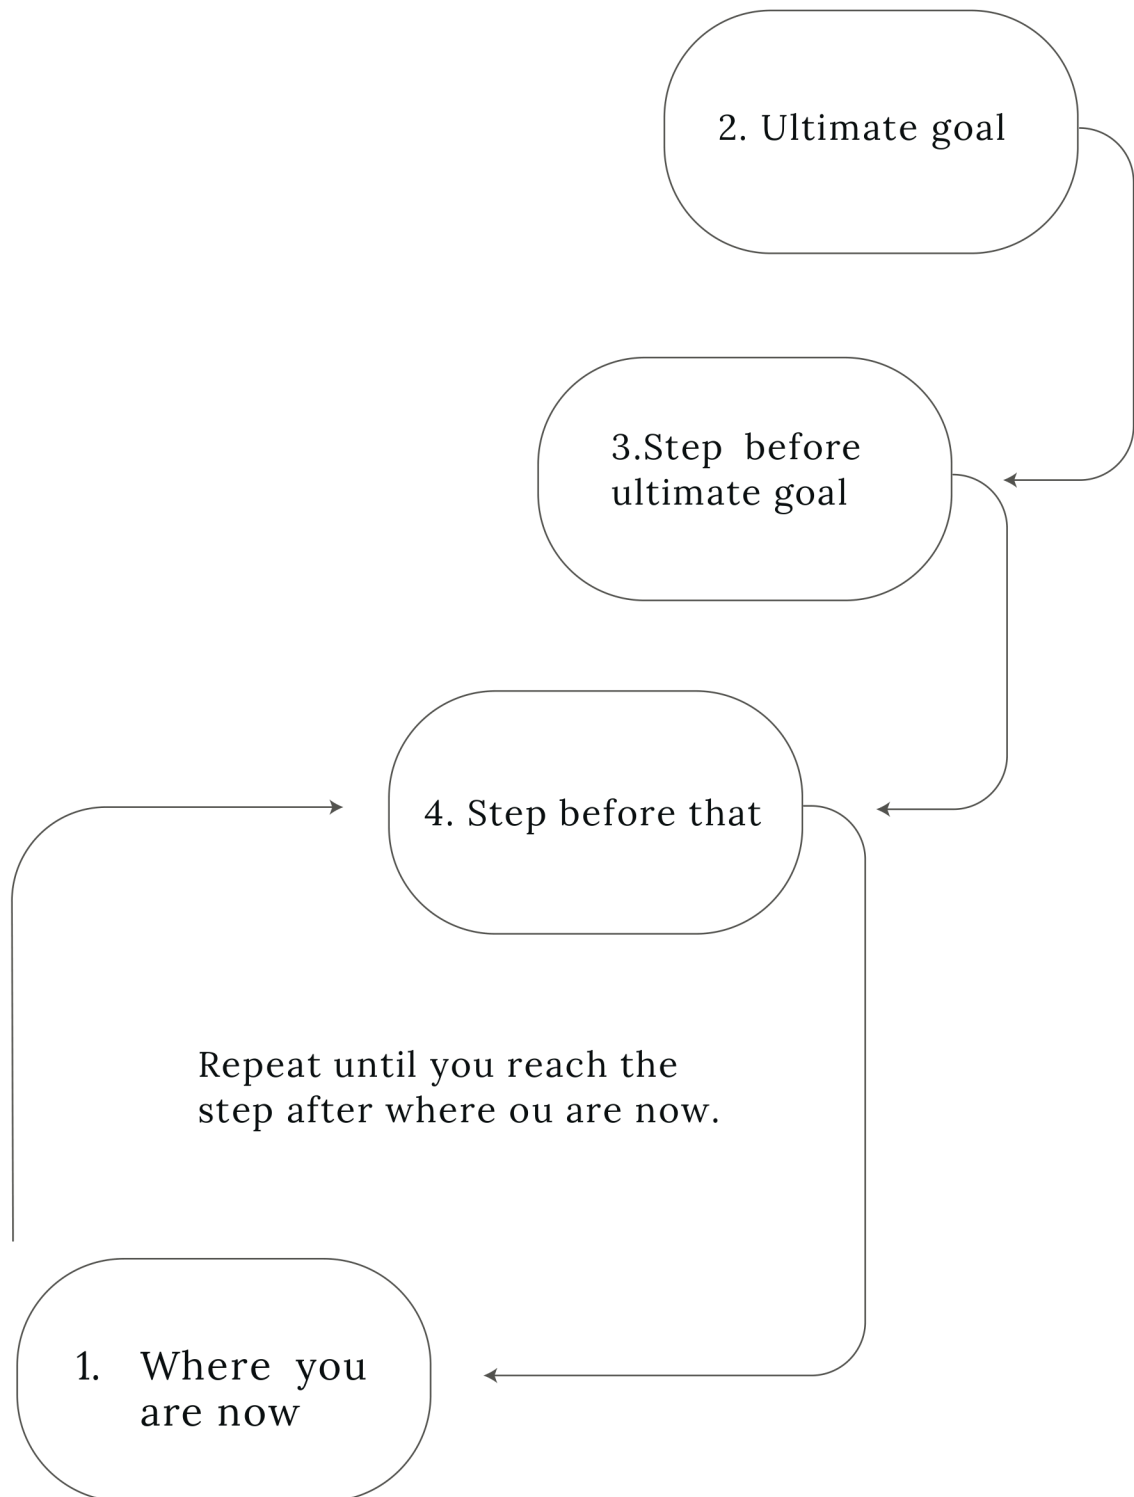 2. Ultimate goal
3.Step before
ultimate goal
4. Step before that
Repeat until you reach the
step after where ou are now.
1. Where you
are now